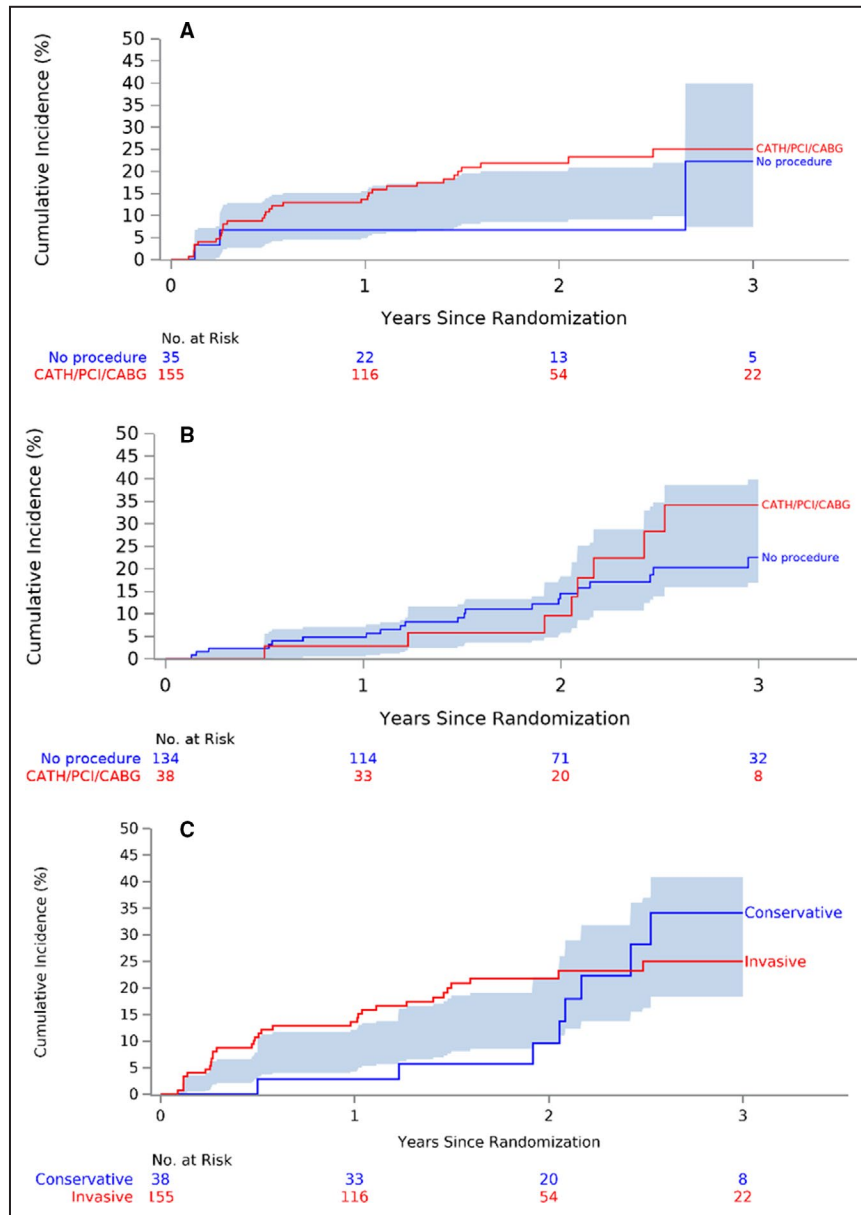 A
50
45
40
35
30
25
20
15
10
5
0
Cumulative Incidence (%)
CATH/PCI/CABG
No procedure
0 1 2 3
Years Since Randomization
No. at Risk
No procedure 35 22 13 5
CATH/PCI/CABG 155 116 54 22
B
50
45
40
35
30
25
20
15
10
5
0
Cumulative Incidence (%)
CATH/PCI/CABG
No procedure
0 1 2 3
Years Since Randomization
No. at Risk
No procedure 134 114 71 32
CATH/PCI/CABG 38 33 20 8
C
50
45
40
35
30
25
20
15
10
5
0
Cumulative Incidence (%)
Conservative
Invasive
0 1 2 3
Years Since Randomization
No. at Risk
Conservative 38 33 20 8
Invasive 155 116 54 22